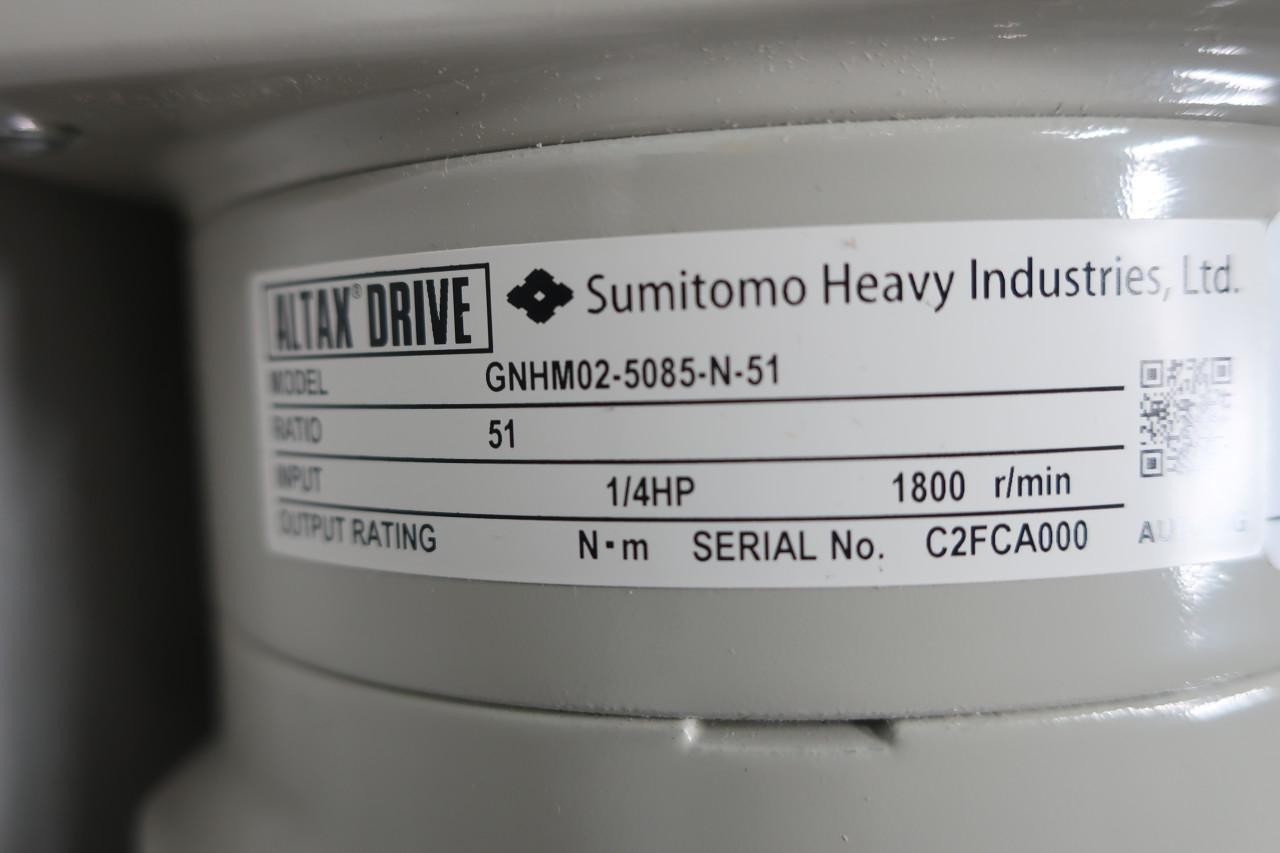 ALTAX® DRIVE Sumitomo Heavy Industries, Ltd.
MODEL GNHM02-5085-N-51
RATIO 51
INPUT 1/4HP 1800 r/min
OUTPUT RATING N·m SERIAL No. C2FCA000